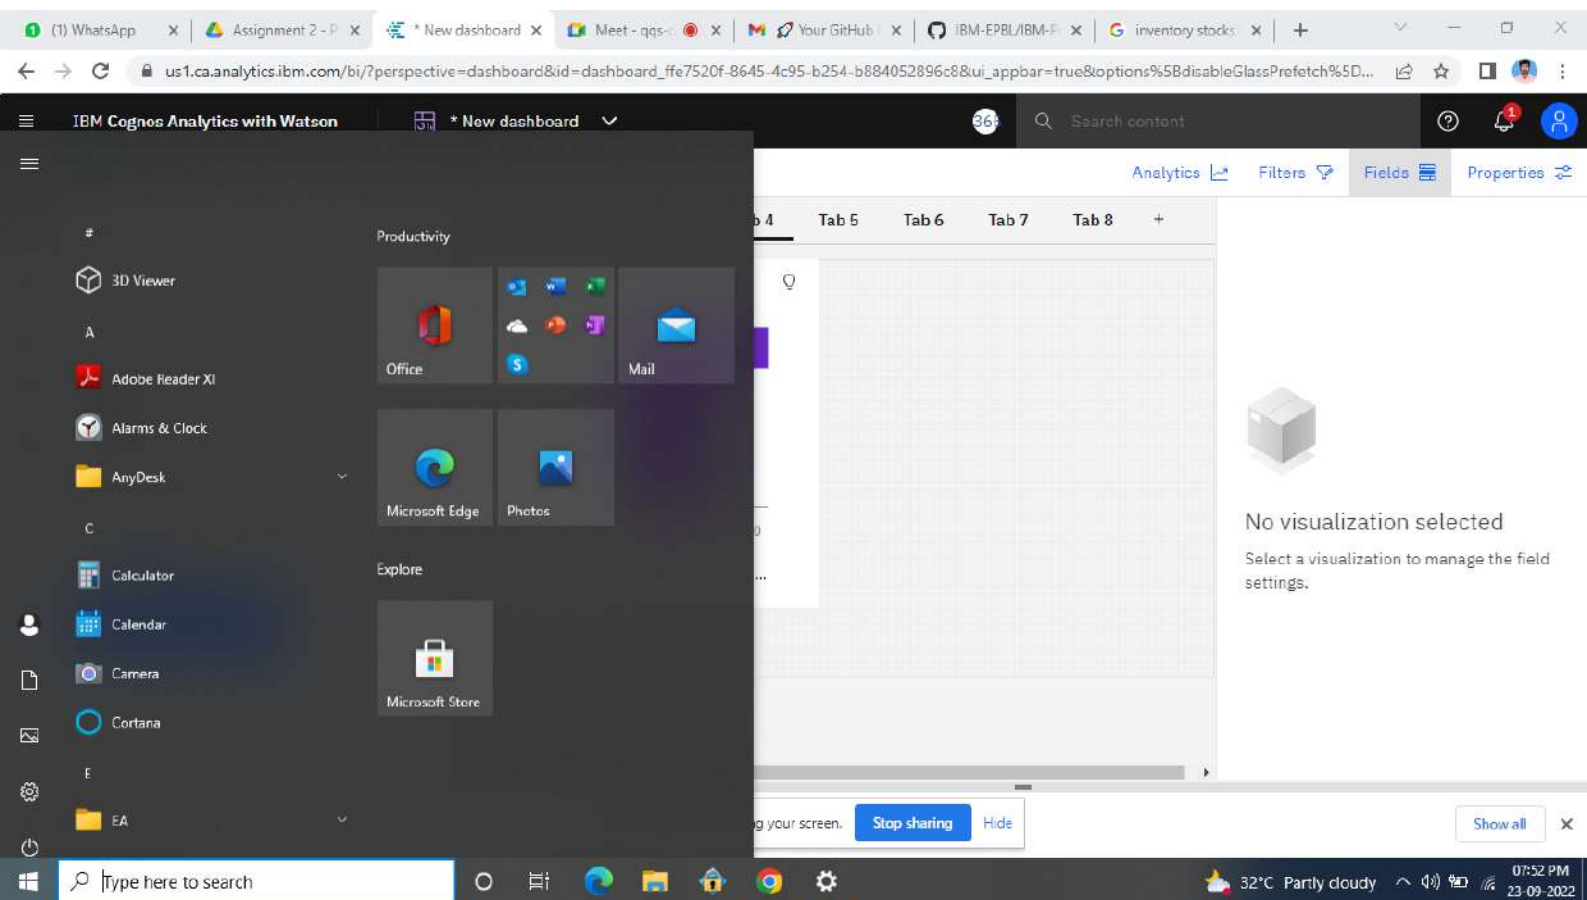 (1) WhatsApp
Assignment 2 - P
* New dashboard
Meet - qqs-
Your GitHub
IBM-EPBL/IBM-P
inventory stocks
us1.ca.analytics.ibm.com/bi/?perspective=dashboard&id=dashboard_ffe7520f-8645-4c95-b254-b884052896c8&ui_appbar=true&options%5BdisableGlassPrefetch%5D...
IBM Cognos Analytics with Watson
* New dashboard
36
Search content
1
Analytics
Filters
Fields
Properties
b 4
Tab 5
Tab 6
Tab 7
Tab 8
+
#
3D Viewer
A
Adobe Reader XI
Alarms & Clock
AnyDesk
C
Calculator
Calendar
Camera
Cortana
E
EA
Productivity
Office
Mail
Microsoft Edge
Photos
Explore
Microsoft Store
...
No visualization selected
Select a visualization to manage the field
settings.
g your screen.
Stop sharing
Hide
Show all
Type here to search
32°C Partly cloudy
07:52 PM
23-09-2022